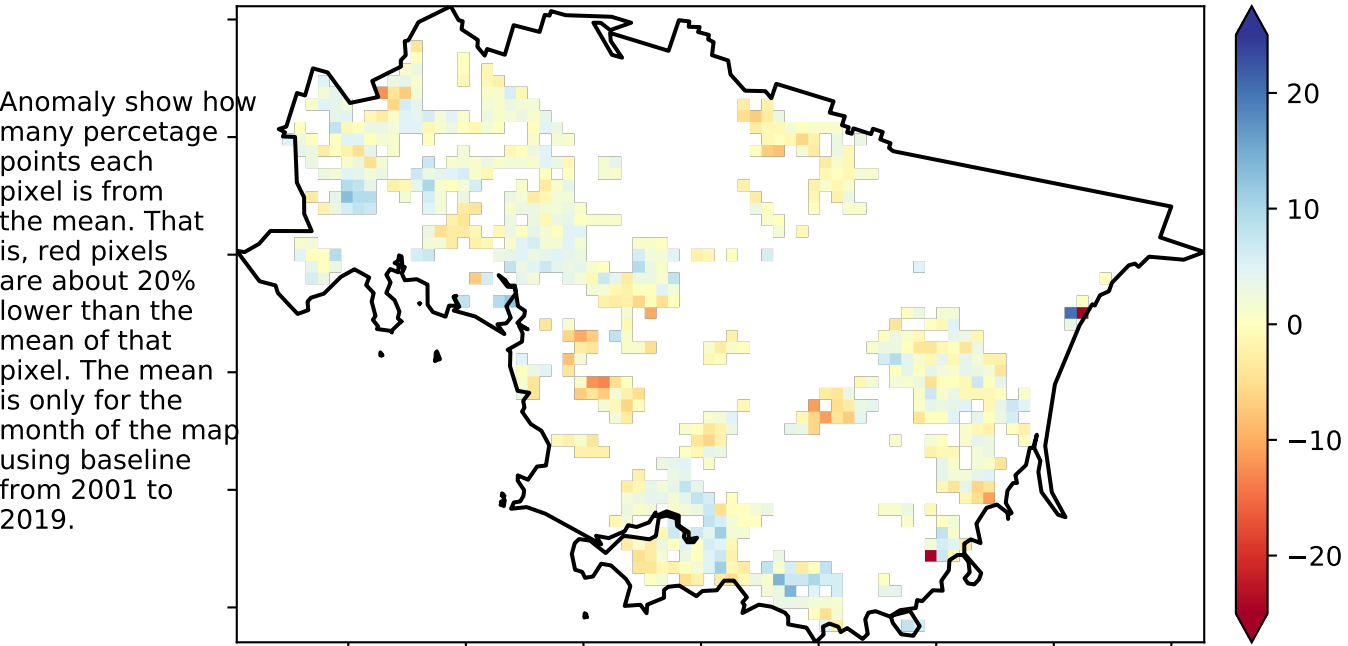 Anomaly show how
many percetage
points each
pixel is from
the mean. That
is, red pixels
are about 20%
lower than the
mean of that
pixel. The mean
is only for the
month of the map
using baseline
from 2001 to
2019.
20
10
0
−10
−20